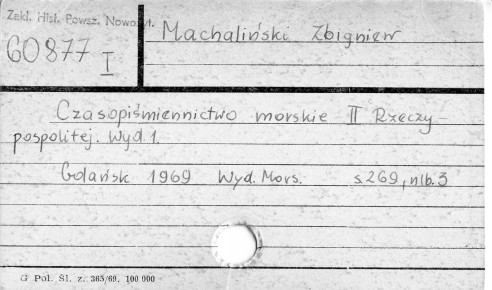 Zakł. Hist. Powsz. Nowożyt.
60877
I
Machaliński Zbigniew
Czasopiśmiennictwo morskie II Rzeczy-
pospolitej. Wyd. 1.
Gdańsk 1969 Wyd. Mors. s. 269, nlb. 3
G Pol. Śl. z. 365/69. 100 000